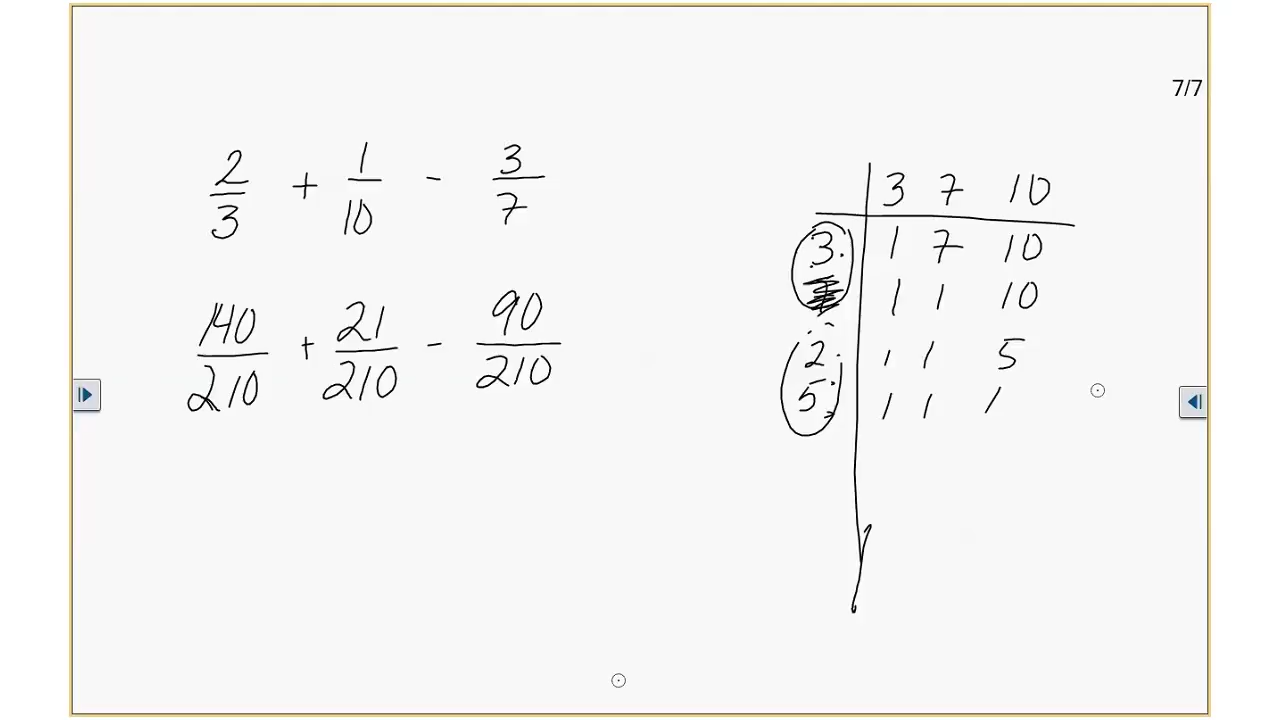 7/7
2/3 + 1/10 - 3/7
140/210 + 21/210 - 90/210
3 7 10
3 1 7 10
1 1 10
2 1 1 5
5 1 1 1